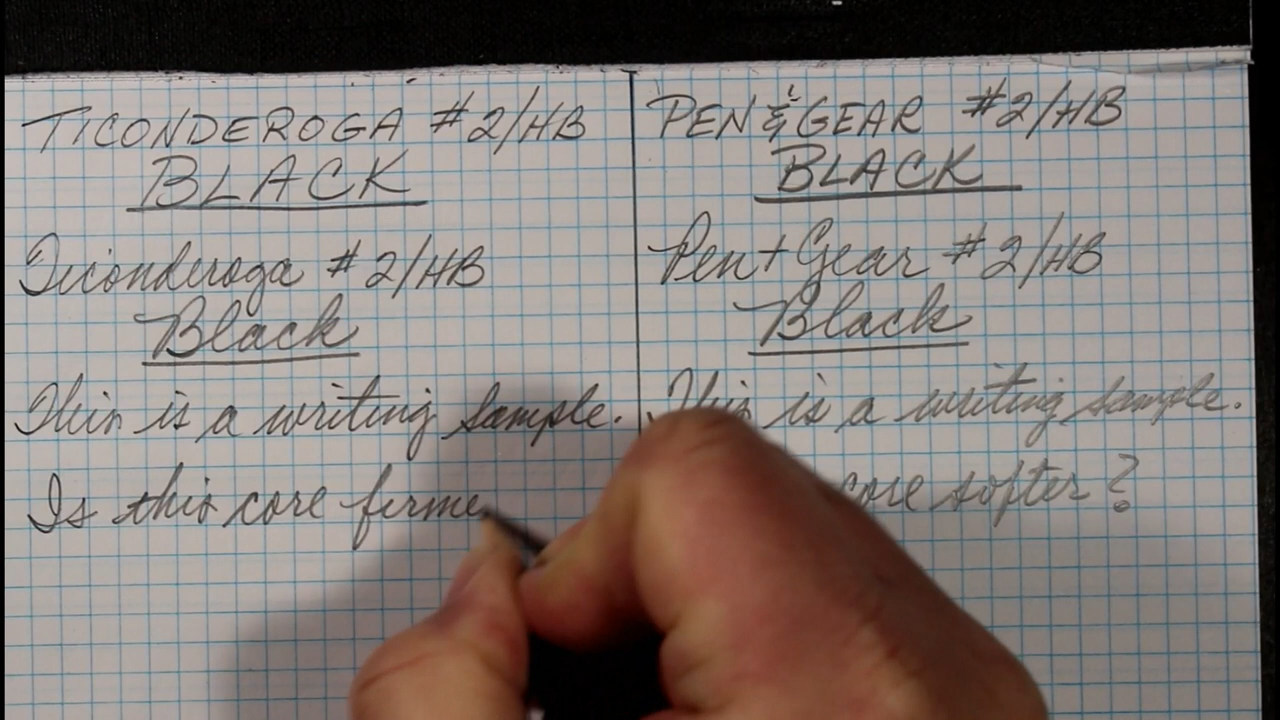 TICONDEROGA #2/HB
BLACK
Ticonderoga #2/HB
Black
This is a writing sample.
Is this core firme
PEN & GEAR #2/HB
BLACK
Pen + Gear #2/HB
Black
This is a writing sample.
core softer?